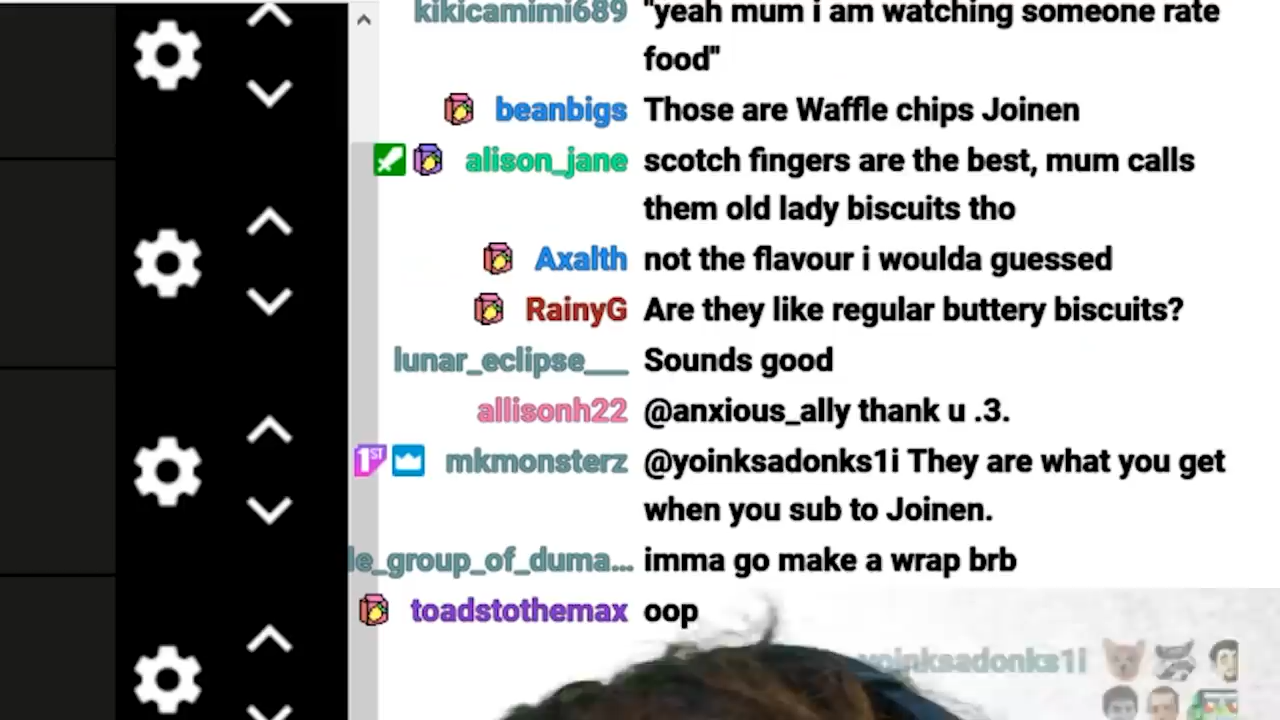 kikicamimi689 "yeah mum i am watching someone rate
food"
beanbigs Those are Waffle chips Joinen
alison_jane scotch fingers are the best, mum calls
them old lady biscuits tho
Axalth not the flavour i woulda guessed
RainyG Are they like regular buttery biscuits?
lunar_eclipse___ Sounds good
allisonh22 @anxious_ally thank u .3.
1ST mkmonsterz @yoinksadonks1i They are what you get
when you sub to Joinen.
le_group_of_duma... imma go make a wrap brb
toadstothemax oop
yoinksadonks1i